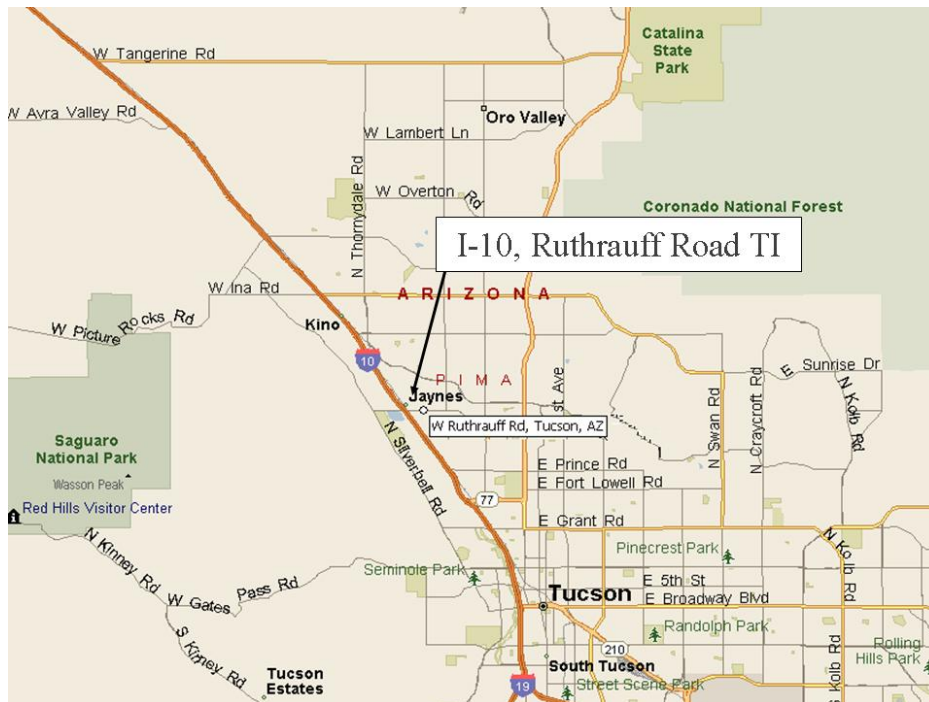 W Tangerine Rd
Catalina
State
Park
W Avra Valley Rd
Oro Valley
W Lambert Ln
N Thornydale Rd
W Overton Rd
Coronado National Forest
I-10, Ruthrauff Road TI
W Ina Rd
ARIZONA
W Picture Rocks Rd
Kino
10
PIMA
Jaynes
st Ave
E Sunrise Dr
N Kolb Rd
N Swan Rd
N Craycroft Rd
W Ruthrauff Rd, Tucson, AZ
N Silverbell Rd
Saguaro
National Park
Wasson Peak
Red Hills Visitor Center
E Prince Rd
E Fort Lowell Rd
77
E Grant Rd
N Kolb Rd
Pinecrest Park
N Kinney Rd
W Gates Pass Rd
Seminole Park
E 5th St
Tucson
E Broadway Blvd
Randolph Park
S Kinney Rd
210
Rolling
Hills Park
South Tucson
Tucson
Estates
19
Street Scene Park
S Kolb Rd